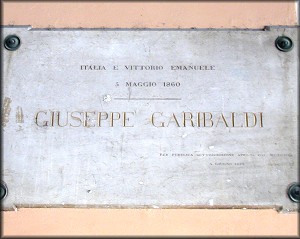 ITALIA E VITTORIO EMANUELE
5 MAGGIO 1860
GIUSEPPE GARIBALDI